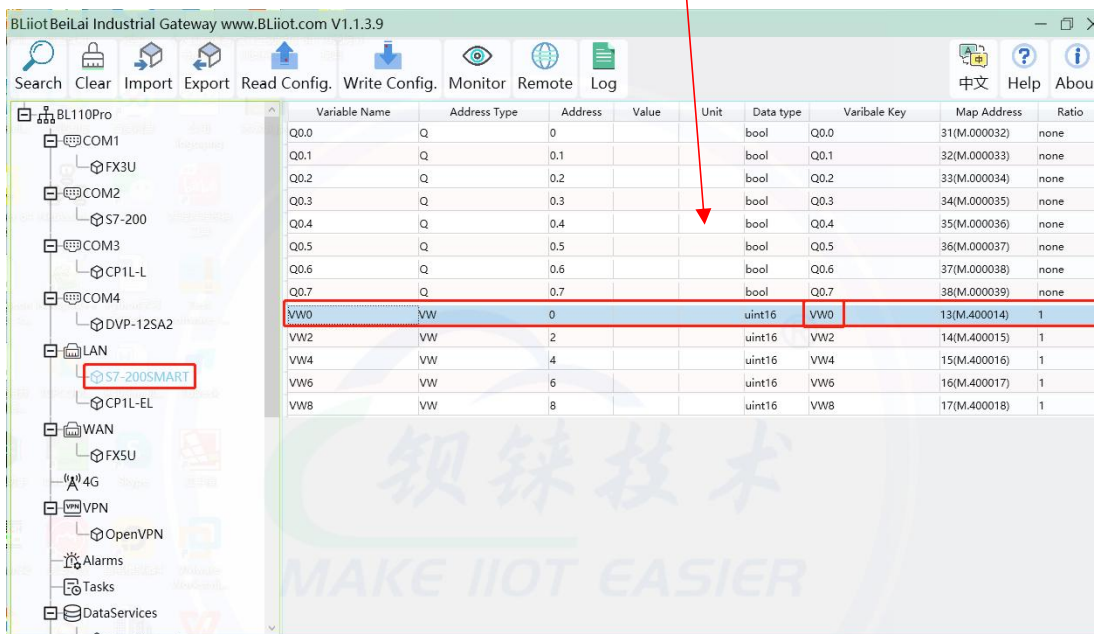 BLiiot BeiLai Industrial Gateway www.BLiiot.com V1.1.3.9
Search Clear Import Export Read Config. Write Config. Monitor Remote Log 中文 Help Abou
BL110Pro
COM1
FX3U
COM2
S7-200
COM3
CP1L-L
COM4
DVP-12SA2
LAN
S7-200SMART
CP1L-EL
WAN
FX5U
4G
VPN VPN
OpenVPN
Alarms
Tasks
DataServices
Variable Name Address Type Address Value Unit Data type Varibale Key Map Address Ratio
Q0.0 Q 0 bool Q0.0 31(M.000032) none
Q0.1 Q 0.1 bool Q0.1 32(M.000033) none
Q0.2 Q 0.2 bool Q0.2 33(M.000034) none
Q0.3 Q 0.3 bool Q0.3 34(M.000035) none
Q0.4 Q 0.4 bool Q0.4 35(M.000036) none
Q0.5 Q 0.5 bool Q0.5 36(M.000037) none
Q0.6 Q 0.6 bool Q0.6 37(M.000038) none
Q0.7 Q 0.7 bool Q0.7 38(M.000039) none
VW0 VW 0 uint16 VW0 13(M.400014) 1
VW2 VW 2 uint16 VW2 14(M.400015) 1
VW4 VW 4 uint16 VW4 15(M.400016) 1
VW6 VW 6 uint16 VW6 16(M.400017) 1
VW8 VW 8 uint16 VW8 17(M.400018) 1
钡铼技术
MAKE IIOT EASIER